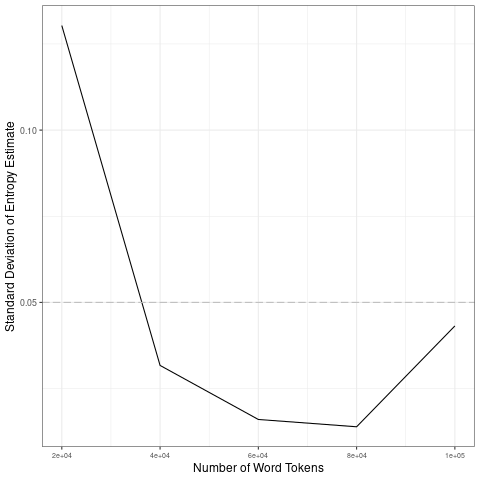 Standard Deviation of Entropy Estimate
0.10
0.05
2e+04 4e+04 6e+04 8e+04 1e+05
Number of Word Tokens